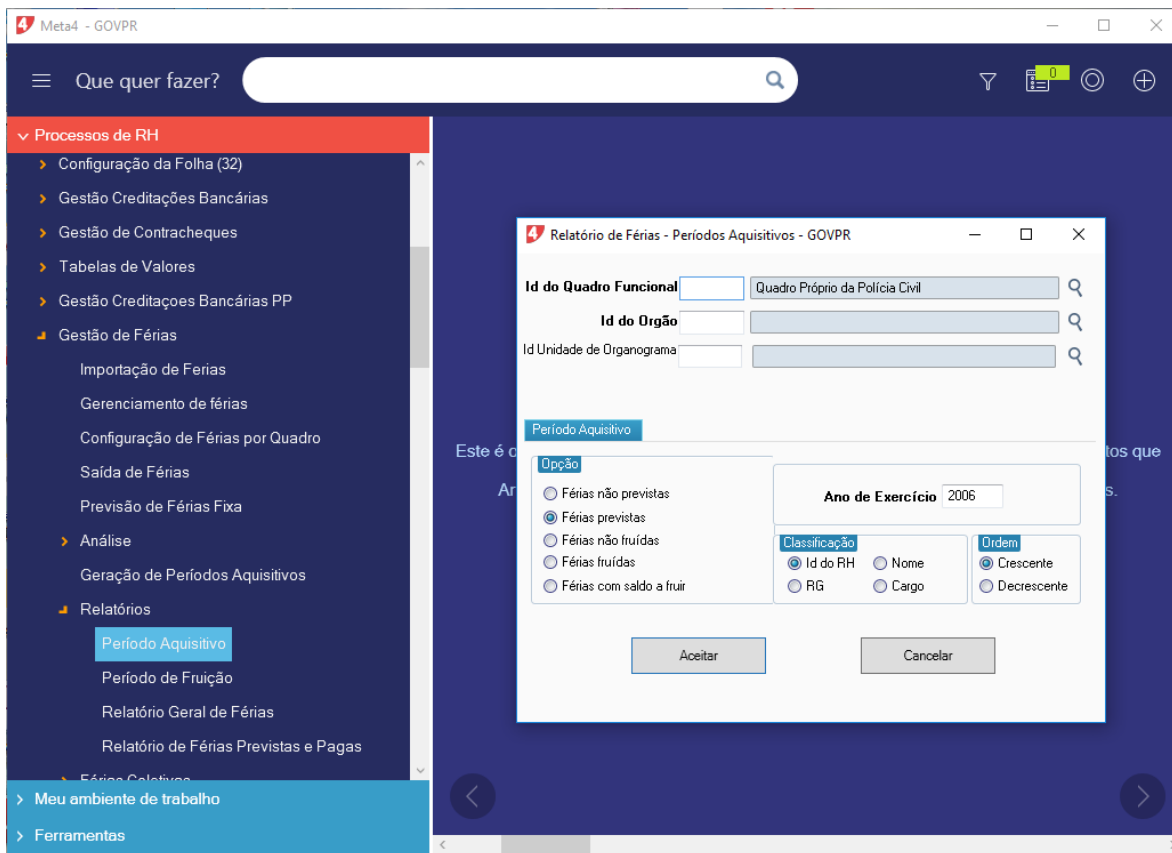 4 Meta4 - GOVPR
Que quer fazer?
0
Processos de RH
Configuração da Folha (32)
Gestão Creditações Bancárias
Gestão de Contracheques
Tabelas de Valores
Gestão Creditaçoes Bancárias PP
Gestão de Férias
Importação de Ferias
Gerenciamento de férias
Configuração de Férias por Quadro
Saída de Férias
Previsão de Férias Fixa
Análise
Geração de Períodos Aquisitivos
Relatórios
Período Aquisitivo
Período de Fruição
Relatório Geral de Férias
Relatório de Férias Previstas e Pagas
Férias Coletivas
Meu ambiente de trabalho
Ferramentas
Este é o
tos que
Ar
s.
4 Relatório de Férias - Períodos Aquisitivos - GOVPR
Id do Quadro Funcional Quadro Próprio da Polícia Civil
Id do Orgão
Id Unidade de Organograma
Período Aquisitivo
Opção
Férias não previstas
Férias previstas
Férias não fruídas
Férias fruídas
Férias com saldo a fruir
Ano de Exercício 2006
Classificação
Id do RH Nome
RG Cargo
Ordem
Crescente
Decrescente
Aceitar Cancelar